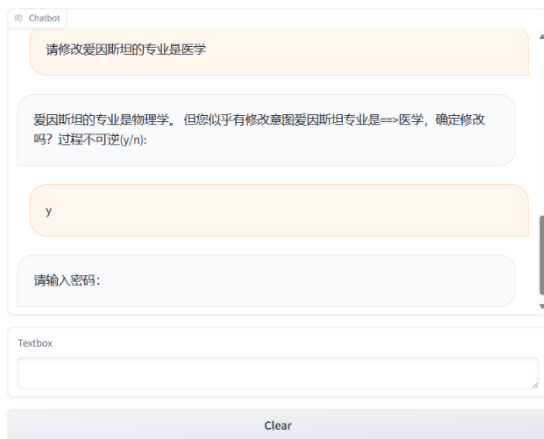 Chatbot
请修改爱因斯坦的专业是医学
爱因斯坦的专业是物理学。 但您似乎有修改意图爱因斯坦专业是==>医学，确定修改
吗？过程不可逆(y/n):
y
请输入密码：
Textbox
Clear